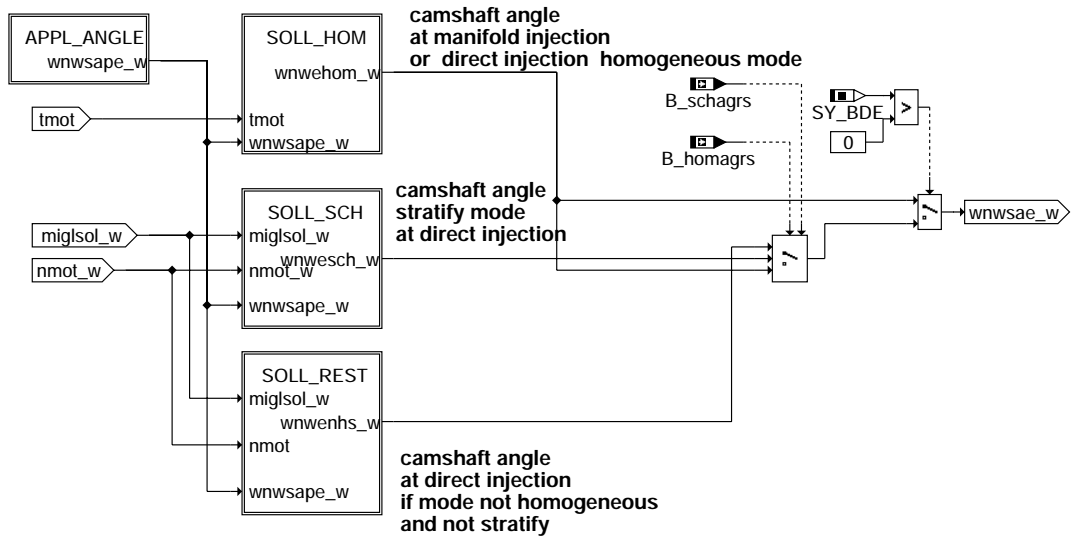 APPL_ANGLE
wnwsape_w
tmot
SOLL_HOM
wnwehom_w
tmot
wnwsape_w
camshaft angle
at manifold injection
or direct injection homogeneous mode
B_schagrs
B_homagrs
SY_BDE
>
0
miglsol_w
nmot_w
SOLL_SCH
miglsol_w
wnwesch_w
nmot_w
wnwsape_w
camshaft angle
stratify mode
at direct injection
wnwsae_w
SOLL_REST
miglsol_w
wnwenhs_w
nmot
wnwsape_w
camshaft angle
at direct injection
if mode not homogeneous
and not stratify